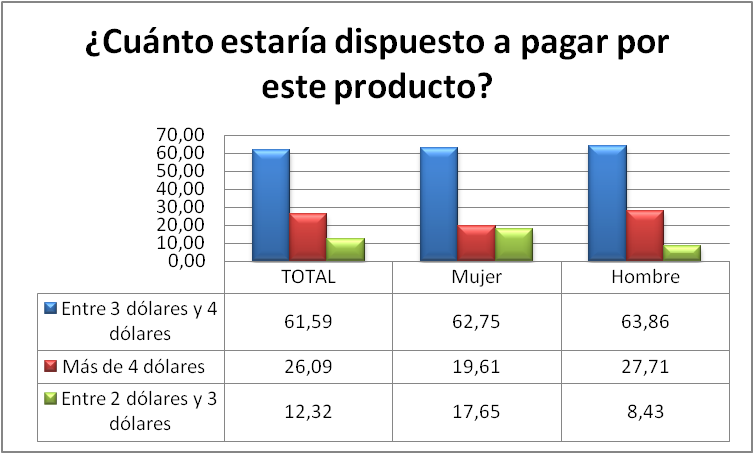 ¿Cuánto estaría dispuesto a pagar por
este producto?
70,00
60,00
50,00
40,00
30,00
20,00
10,00
0,00
TOTAL Mujer Hombre
Entre 3 dólares y 4
dólares 61,59 62,75 63,86
Más de 4 dólares 26,09 19,61 27,71
Entre 2 dólares y 3
dólares 12,32 17,65 8,43